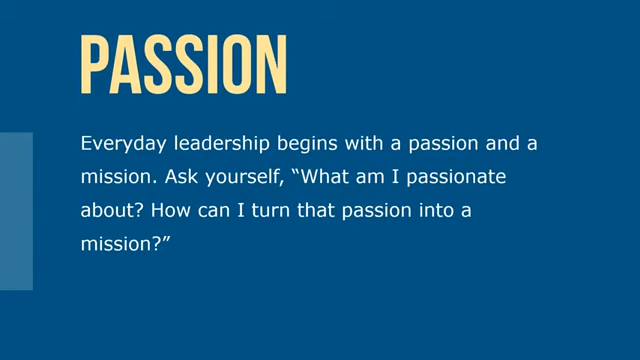 PASSION
Everyday leadership begins with a passion and a
mission. Ask yourself, “What am I passionate
about? How can I turn that passion into a
mission?”